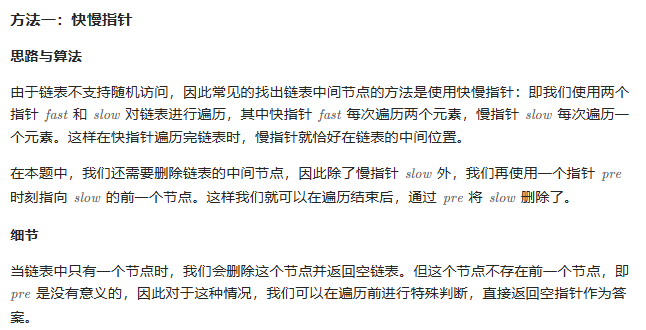 方法一：快慢指针
思路与算法
由于链表不支持随机访问，因此常见的找出链表中间节点的方法是使用快慢指针：即我们使用两个
指针 fast 和 slow 对链表进行遍历，其中快指针 fast 每次遍历两个元素，慢指针 slow 每次遍历一
个元素。这样在快指针遍历完链表时，慢指针就恰好在链表的中间位置。
在本题中，我们还需要删除链表的中间节点，因此除了慢指针 slow 外，我们再使用一个指针 pre
时刻指向 slow 的前一个节点。这样我们就可以在遍历结束后，通过 pre 将 slow 删除了。
细节
当链表中只有一个节点时，我们会删除这个节点并返回空链表。但这个节点不存在前一个节点，即
pre 是没有意义的，因此对于这种情况，我们可以在遍历前进行特殊判断，直接返回空指针作为答
案。